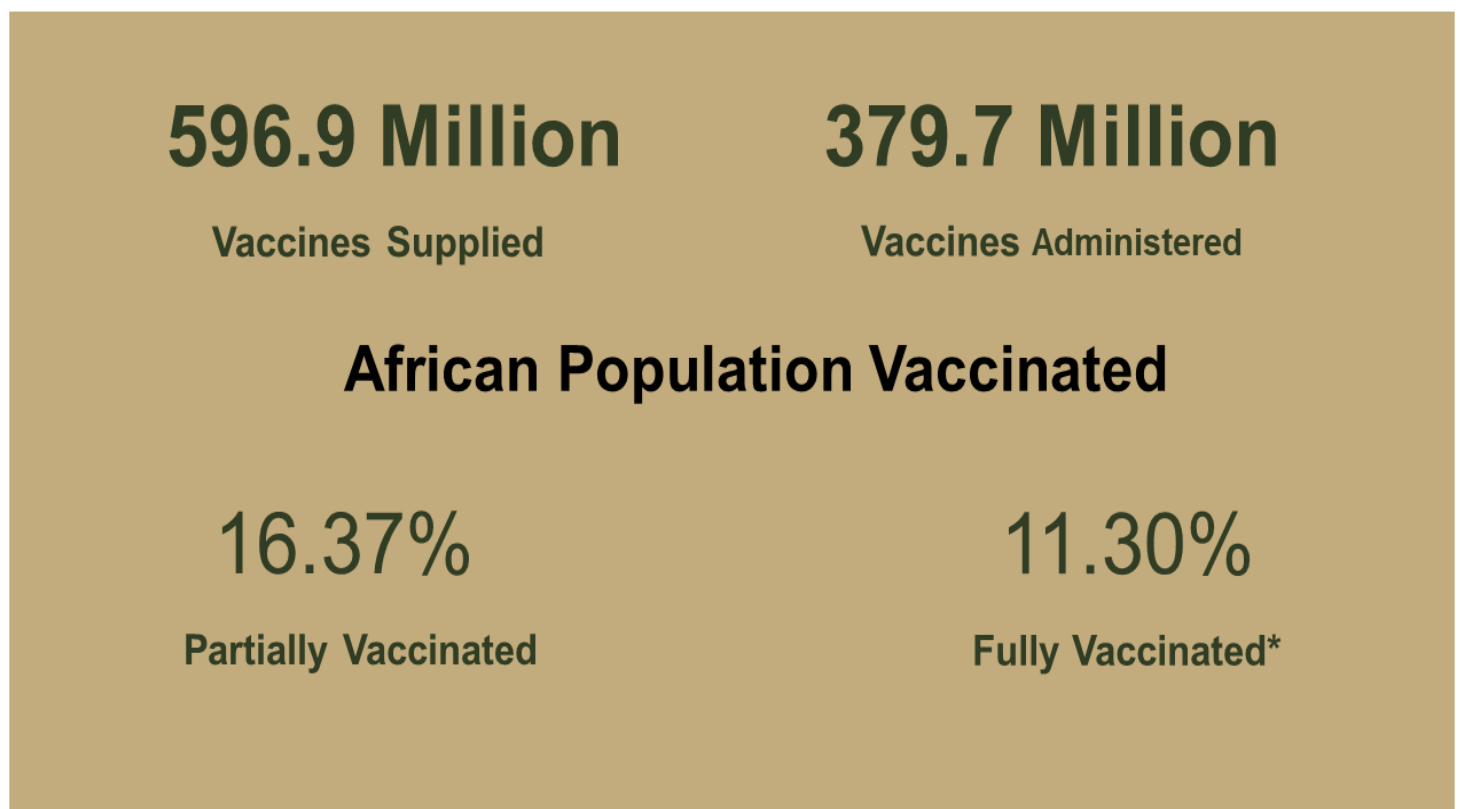 596.9 Million 379.7 Million
Vaccines Supplied Vaccines Administered
African Population Vaccinated
16.37% 11.30%
Partially Vaccinated Fully Vaccinated*